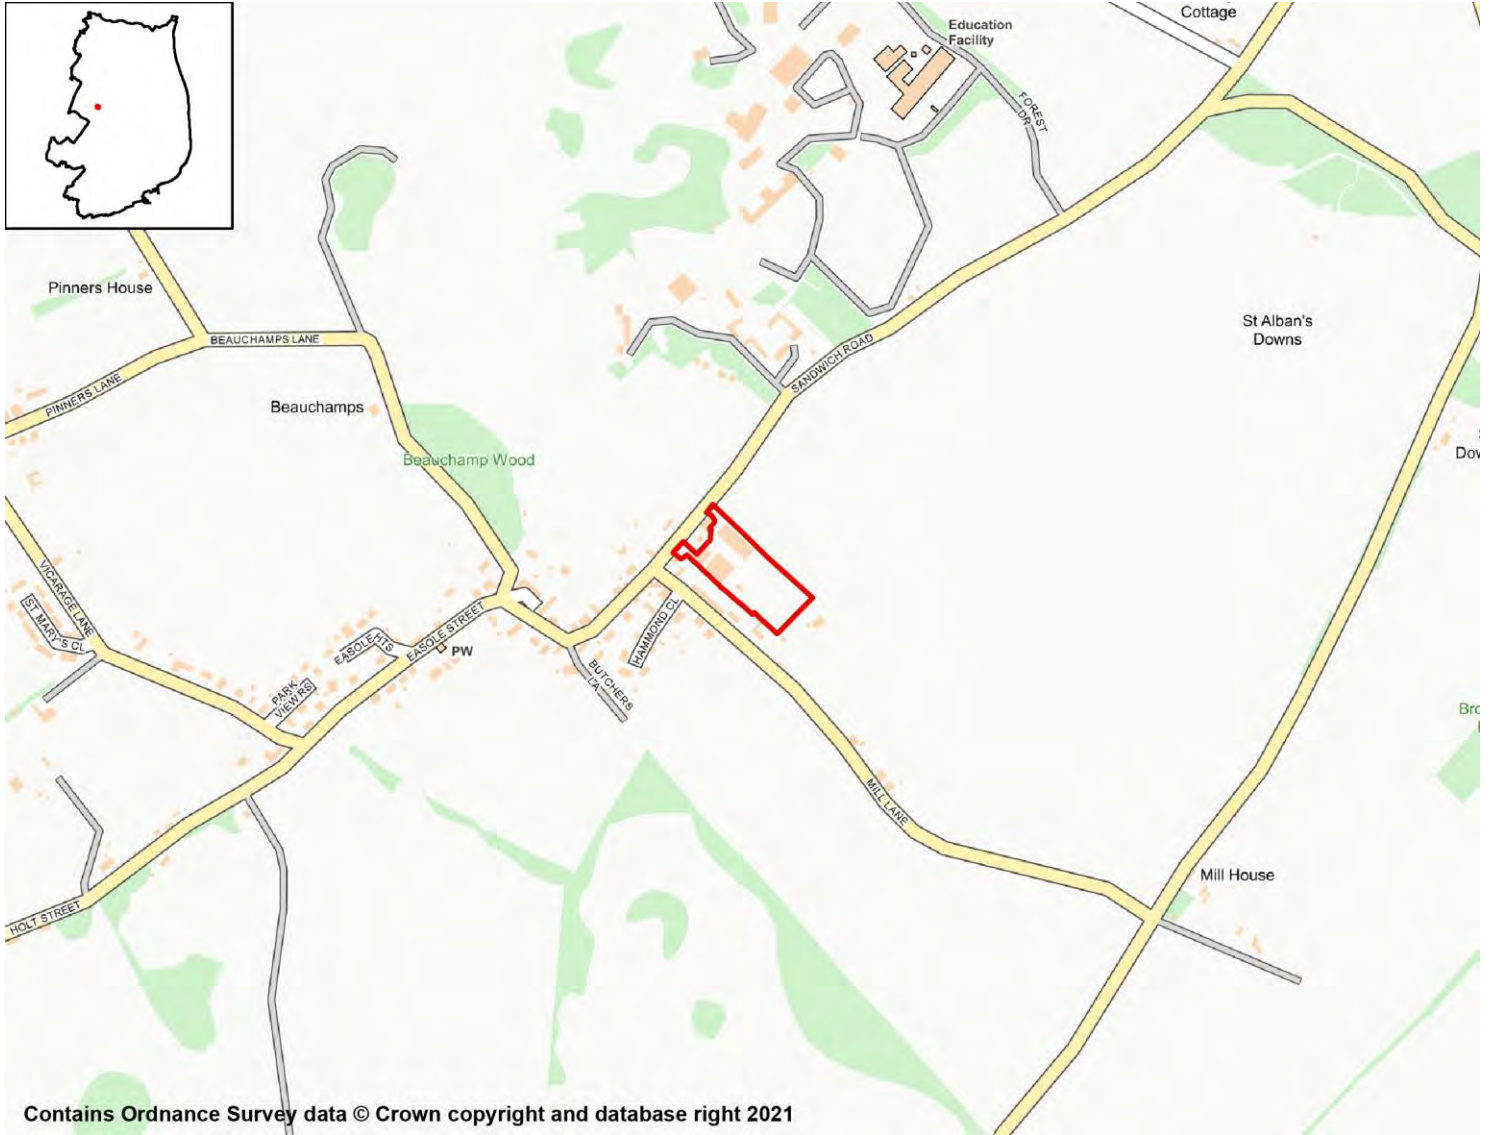 Cottage
Education
Facility
FOREST
DR
Pinners House
St Alban's
Downs
BEAUCHAMPS LANE
SANDWICH ROAD
PINNERS LANE
Beauchamps
Beauchamp Wood
VICARAGE LANE
ST MARY'S CL
EASOLE HTS
EASOLE STREET
PW
HAMMOND CL
BUTCHERS
LA
PARK
VIEW RS
MILL LANE
Mill House
HOLT STREET
Contains Ordnance Survey data © Crown copyright and database right 2021